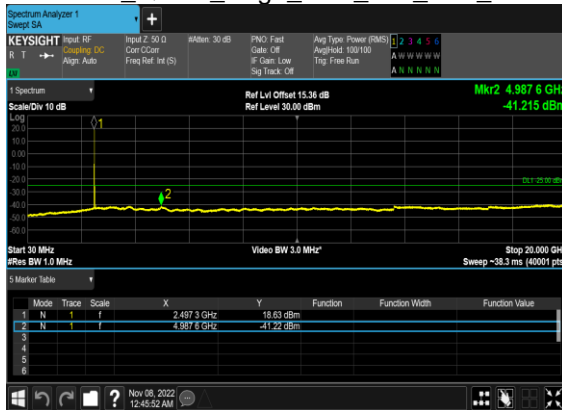 Spectrum Analyzer 1
Swept SA
+
KEYSIGHT Input: RF Input Z: 50 Ω #Atten: 30 dB PNO: Fast Avg Type: Power (RMS) 1 2 3 4 5 6
R T Coupling: DC Corr CCorr Gate: Off Avg|Hold: 100/100 A W W W W W
Align: Auto Freq Ref: Int (S) IF Gain: Low Trig: Free Run
Sig Track: Off A N N N N N
1 Spectrum Ref Lvl Offset 15.36 dB Mkr2 4.987 6 GHz
Scale/Div 10 dB Ref Level 30.00 dBm -41.215 dBm
Log
20.0
10.0
0.00
-10.0
-20.0
-30.0
-40.0
-50.0
-60.0
1
2
DL1 -25.00 dBm
Start 30 MHz Video BW 3.0 MHz* Stop 20.000 GHz
#Res BW 1.0 MHz Sweep ~38.3 ms (40001 pts)
5 Marker Table
Mode Trace Scale X Y Function Function Width Function Value
1 N 1 f 2.497 3 GHz 18.63 dBm
2 N 1 f 4.987 6 GHz -41.22 dBm
3
4
5
6
? Nov 08, 2022
12:45:52 AM